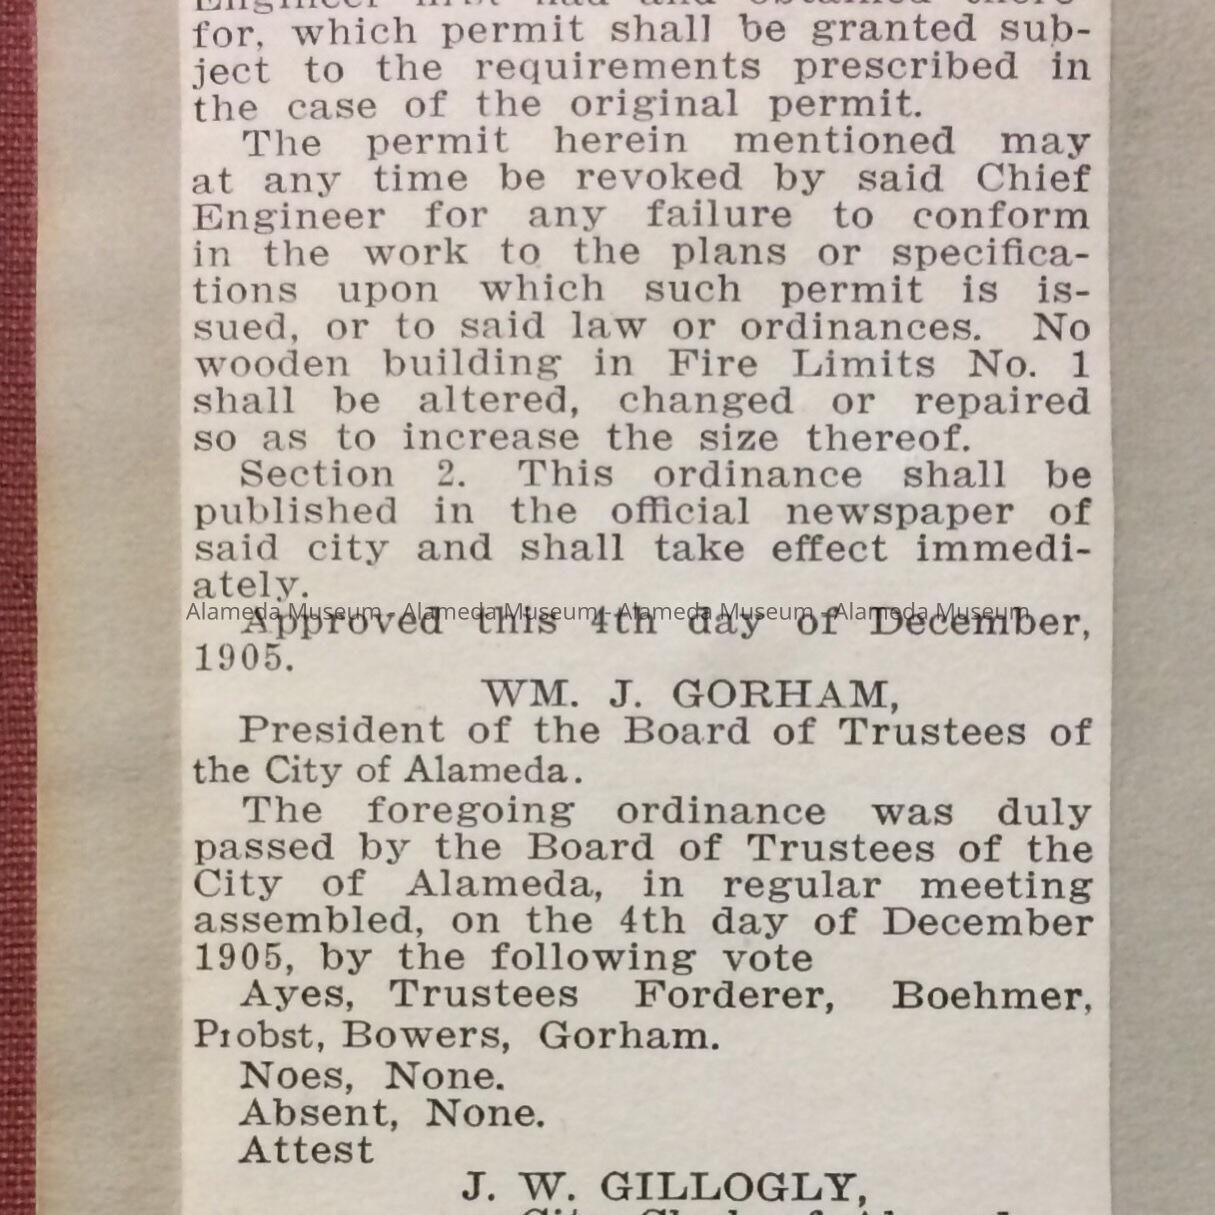 Engineer first had and obtained there-
for, which permit shall be granted sub-
ject to the requirements prescribed in
the case of the original permit.
The permit herein mentioned may
at any time be revoked by said Chief
Engineer for any failure to conform
in the work to the plans or specifica-
tions upon which such permit is is-
sued, or to said law or ordinances. No
wooden building in Fire Limits No. 1
shall be altered, changed or repaired
so as to increase the size thereof.
Section 2. This ordinance shall be
published in the official newspaper of
said city and shall take effect immedi-
ately.
Alameda Museum - Alameda Museum - Alameda Museum - Alameda Museum
Approved this 4th day of December,
1905.
WM. J. GORHAM,
President of the Board of Trustees of
the City of Alameda.
The foregoing ordinance was duly
passed by the Board of Trustees of the
City of Alameda, in regular meeting
assembled, on the 4th day of December
1905, by the following vote
Ayes, Trustees Forderer, Boehmer,
Probst, Bowers, Gorham.
Noes, None.
Absent, None.
Attest
J. W. GILLOGLY,